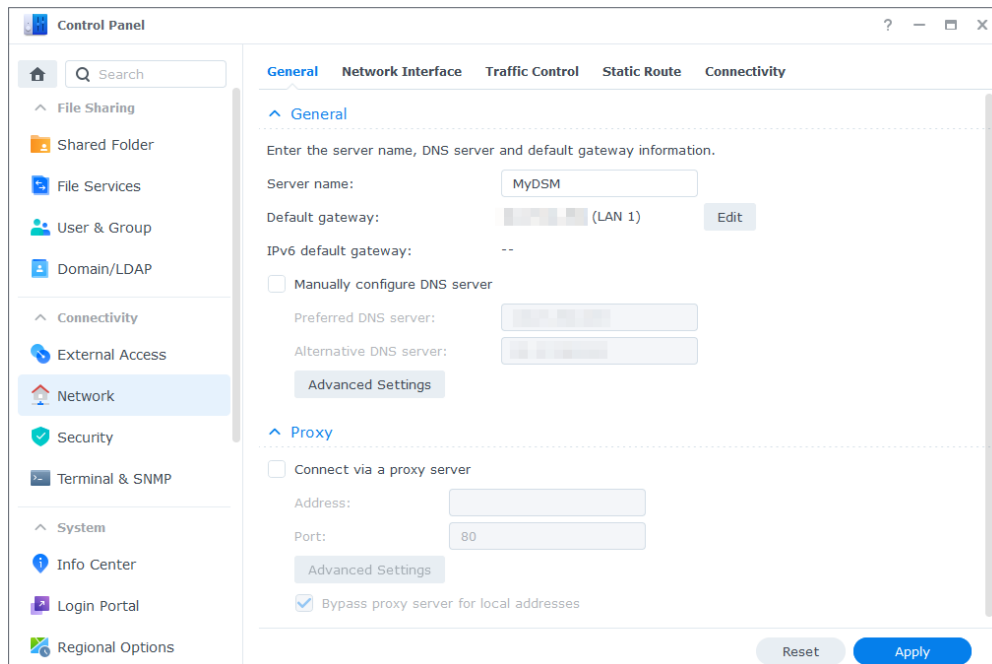 Control Panel
?
Search
File Sharing
Shared Folder
File Services
User & Group
Domain/LDAP
Connectivity
External Access
Network
Security
Terminal & SNMP
System
Info Center
Login Portal
Regional Options
General Network Interface Traffic Control Static Route Connectivity
General
Enter the server name, DNS server and default gateway information.
Server name: MyDSM
Default gateway: (LAN 1) Edit
IPv6 default gateway: --
Manually configure DNS server
Preferred DNS server:
Alternative DNS server:
Advanced Settings
Proxy
Connect via a proxy server
Address:
Port: 80
Advanced Settings
Bypass proxy server for local addresses
Reset Apply